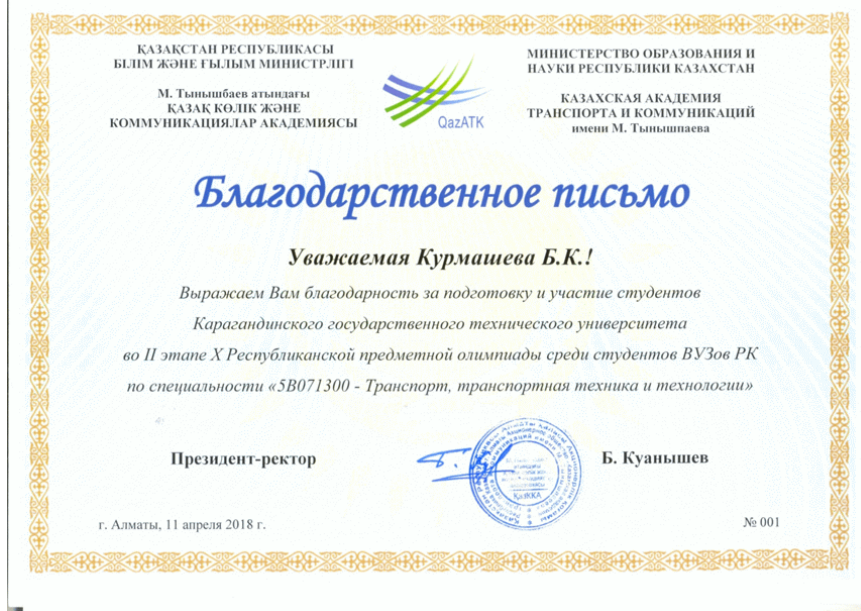 ҚАЗАҚСТАН РЕСПУБЛИКАСЫ
БІЛІМ ЖӘНЕ ҒЫЛЫМ МИНИСТРЛІГІ
М. Тынышбаев атындағы
ҚАЗАҚ КӨЛІК ЖӘНЕ
КОММУНИКАЦИЯЛАР АКАДЕМИЯСЫ
QazATK
МИНИСТЕРСТВО ОБРАЗОВАНИЯ И
НАУКИ РЕСПУБЛИКИ КАЗАХСТАН
КАЗАХСКАЯ АКАДЕМИЯ
ТРАНСПОРТА И КОММУНИКАЦИЙ
имени М. Тынышпаева
Благодарственное письмо
Уважаемая Курмашева Б.К.!
Выражаем Вам благодарность за подготовку и участие студентов
Карагандинского государственного технического университета
во II этапе X Республиканской предметной олимпиады среди студентов ВУЗов РК
по специальности «5В071300 - Транспорт, транспортная техника и технологии»
Президент-ректор
ҚазККА
Б. Куанышев
г. Алматы, 11 апреля 2018 г.
№ 001